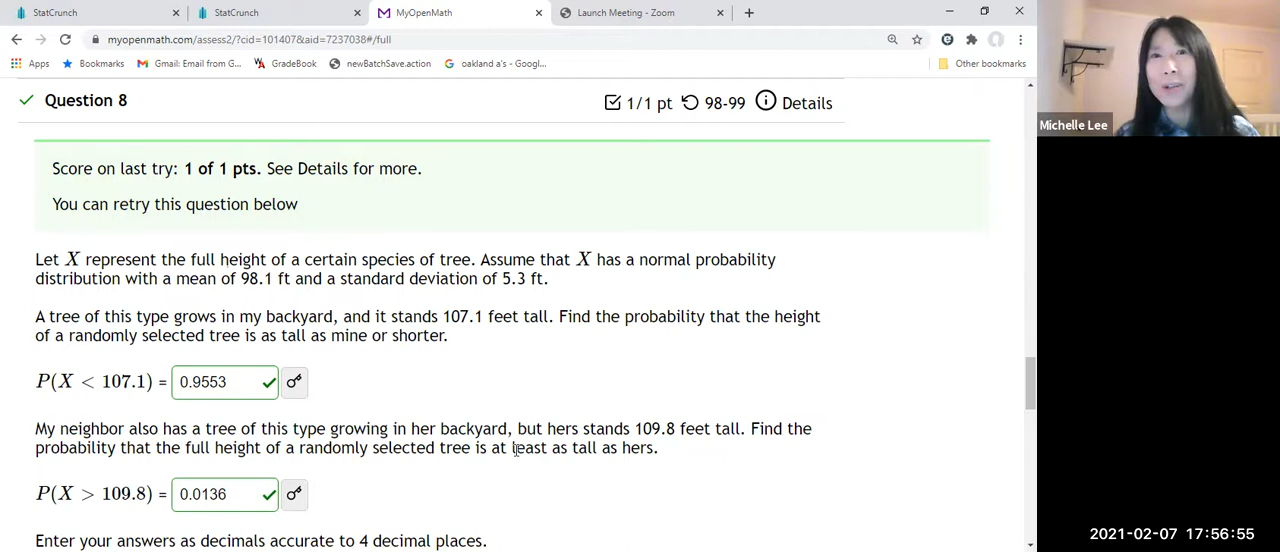 StatCrunch × StatCrunch × MyOpenMath × Launch Meeting - Zoom × +
myopenmath.com/assess2/?cid=101407&aid=7237038#/full
Apps Bookmarks Gmail: Email from G... GradeBook newBatchSave.action oakland a's - Googl... Other bookmarks
Question 8 1/1 pt 98-99 Details
Michelle Lee
Score on last try: 1 of 1 pts. See Details for more.
You can retry this question below
Let X represent the full height of a certain species of tree. Assume that X has a normal probability
distribution with a mean of 98.1 ft and a standard deviation of 5.3 ft.
A tree of this type grows in my backyard, and it stands 107.1 feet tall. Find the probability that the height
of a randomly selected tree is as tall as mine or shorter.
P(X < 107.1) = 0.9553
My neighbor also has a tree of this type growing in her backyard, but hers stands 109.8 feet tall. Find the
probability that the full height of a randomly selected tree is at least as tall as hers.
P(X > 109.8) = 0.0136
Enter your answers as decimals accurate to 4 decimal places.
2021-02-07 17:56:55